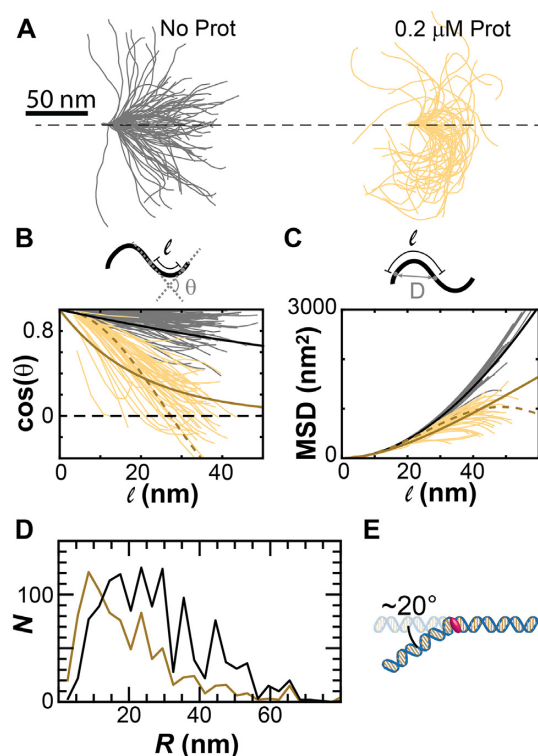 A
No Prot
0.2 μM Prot
50 nm
B
ℓ
θ
C
ℓ
D
cos(θ)
0.8
0
0
20
40
ℓ (nm)
MSD (nm²)
3000
0
0
20
40
ℓ (nm)
D
N
100
0
20
40
60
R (nm)
E
~20°